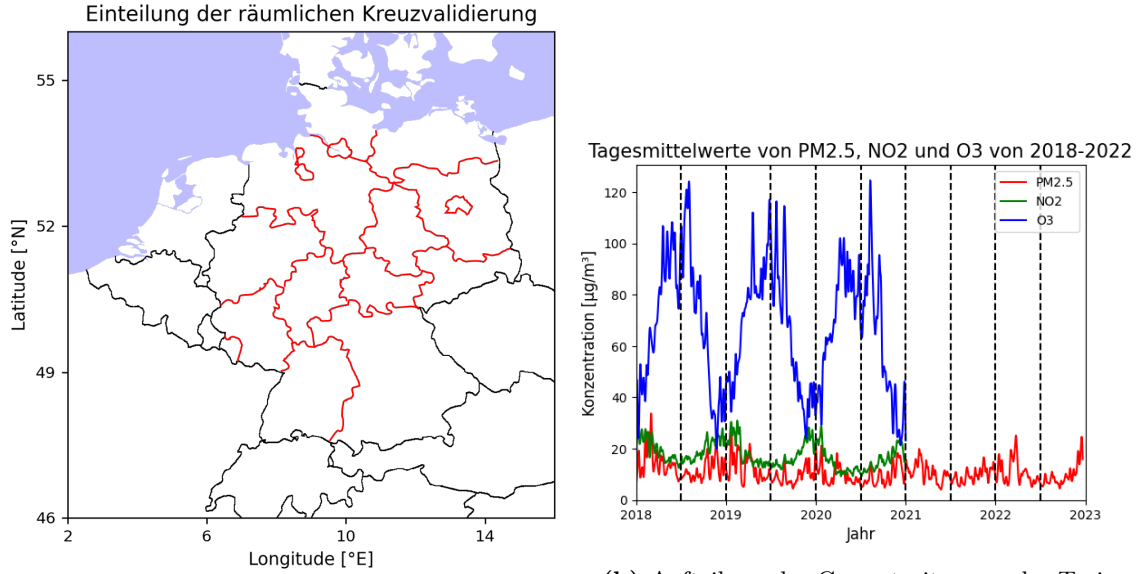 Einteilung der räumlichen Kreuzvalidierung
55
52
49
46
Latitude [°N]
2
6
10
14
Longitude [°E]
Tagesmittelwerte von PM2.5, NO2 und O3 von 2018-2022
PM2.5
NO2
O3
120
100
80
60
40
20
0
Konzentration [µg/m³]
2018
2019
2020
2021
2022
2023
Jahr